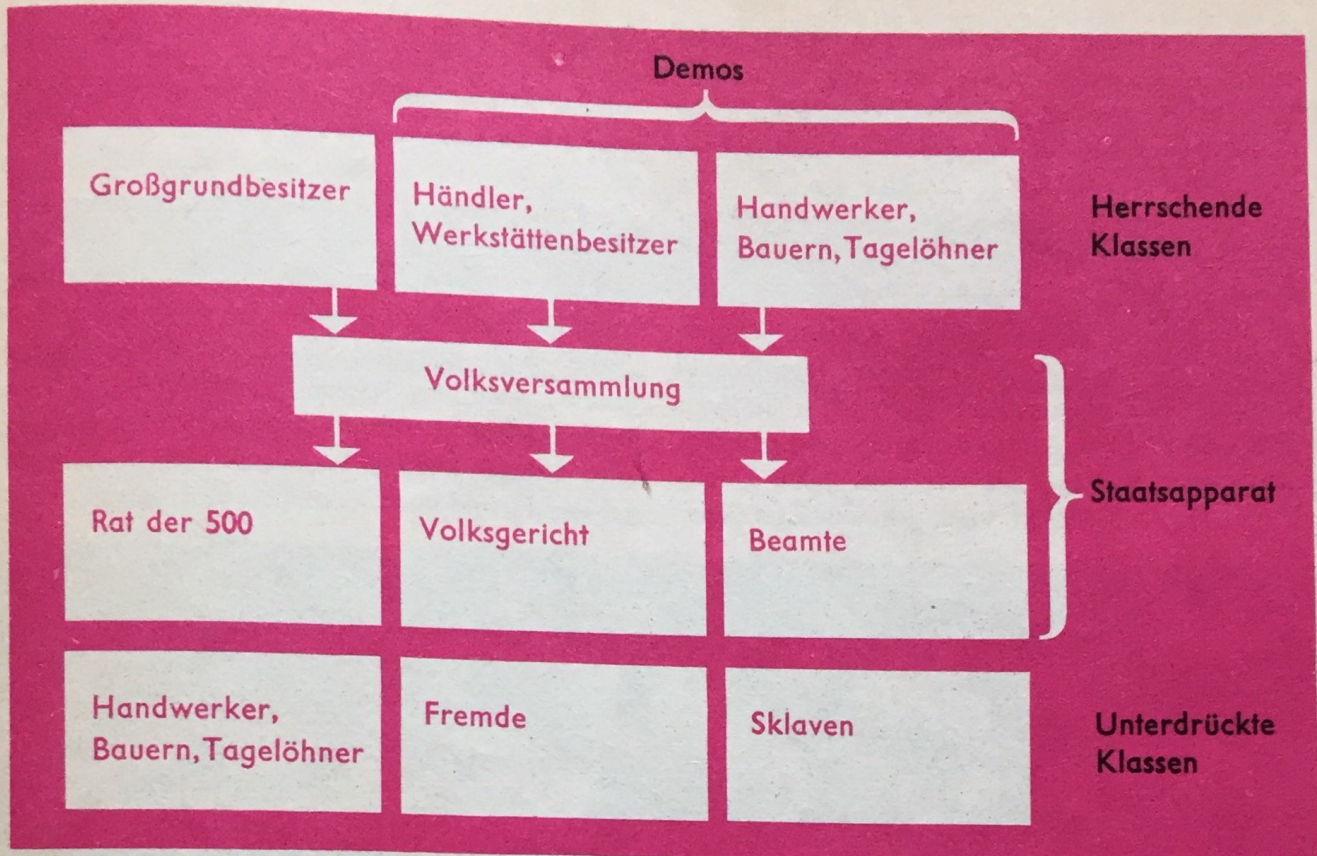 Demos
Großgrundbesitzer
Händler,
Werkstättenbesitzer
Handwerker,
Bauern, Tagelöhner
Herrschende
Klassen
Volksversammlung
Rat der 500
Volksgericht
Beamte
Staatsapparat
Handwerker,
Bauern, Tagelöhner
Fremde
Sklaven
Unterdrückte
Klassen